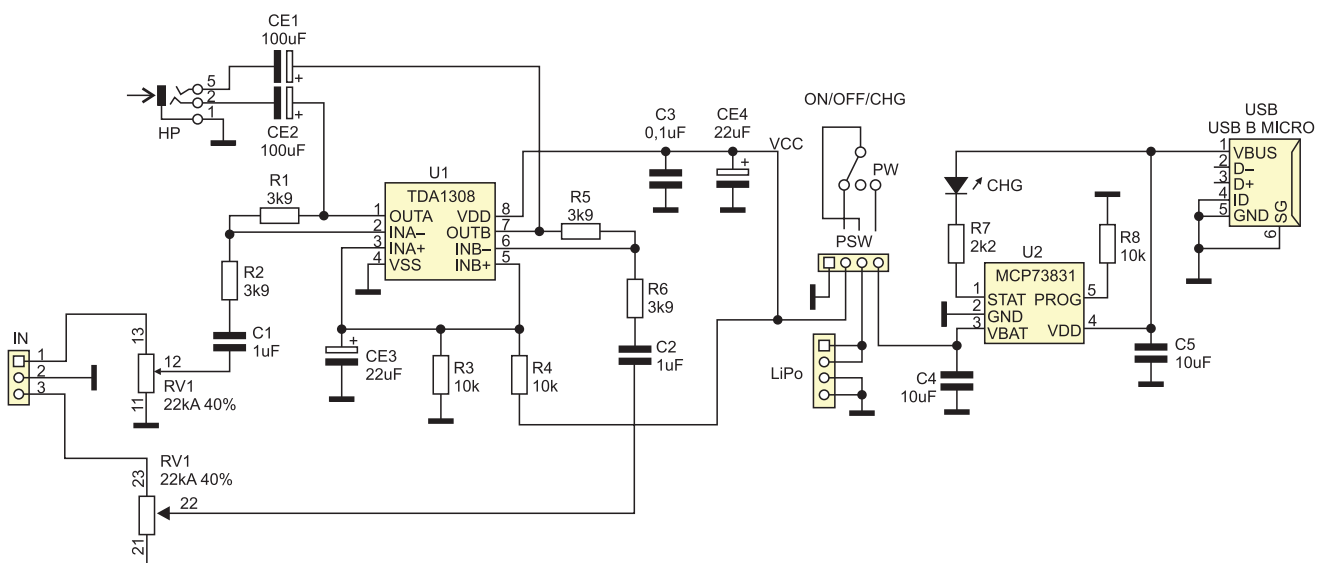 CE1
100uF
+
5
2
1
HP
+
CE2
100uF
R1
3k9
R2
3k9
C1
1uF
U1
TDA1308
1 OUTA VDD 8
2 INA− OUTB 7
3 INA+ INB− 6
4 VSS INB+ 5
R5
3k9
R6
3k9
C2
1uF
C3
0,1uF
CE4
22uF
+
VCC
+
CE3
22uF
R3
10k
R4
10k
IN
1
2
3
13
12
11
RV1
22kA 40%
RV1
22kA 40%
23
22
21
ON/OFF/CHG
PW
PSW
LiPo
CHG
R7
2k2
U2
MCP73831
1 STAT PROG 5
2 GND
3 VBAT VDD 4
R8
10k
C4
10uF
C5
10uF
USB
USB B MICRO
1 VBUS
2 D−
3 D+
4 ID
5 GND SG
6